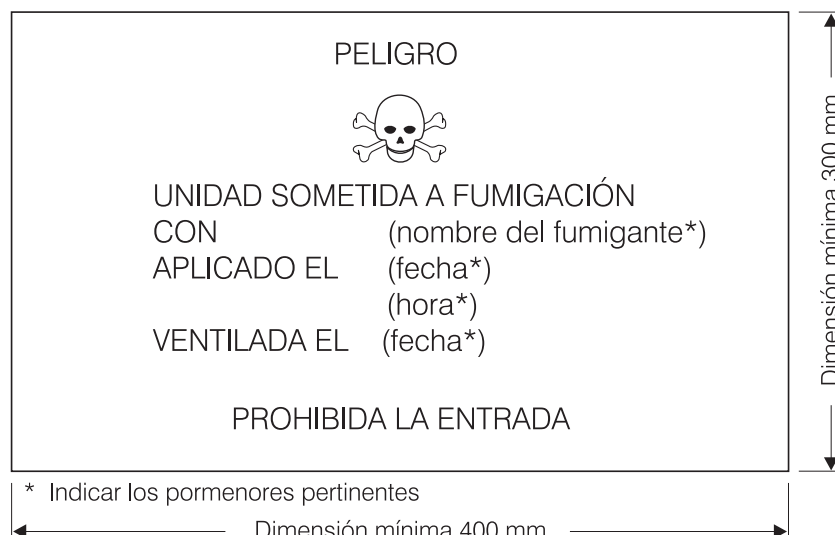 PELIGRO
UNIDAD SOMETIDA A FUMIGACIÓN
CON (nombre del fumigante*)
APLICADO EL (fecha*)
(hora*)
VENTILADA EL (fecha*)
PROHIBIDA LA ENTRADA
* Indicar los pormenores pertinentes
Dimensión mínima 400 mm
Dimensión mínima 300 mm